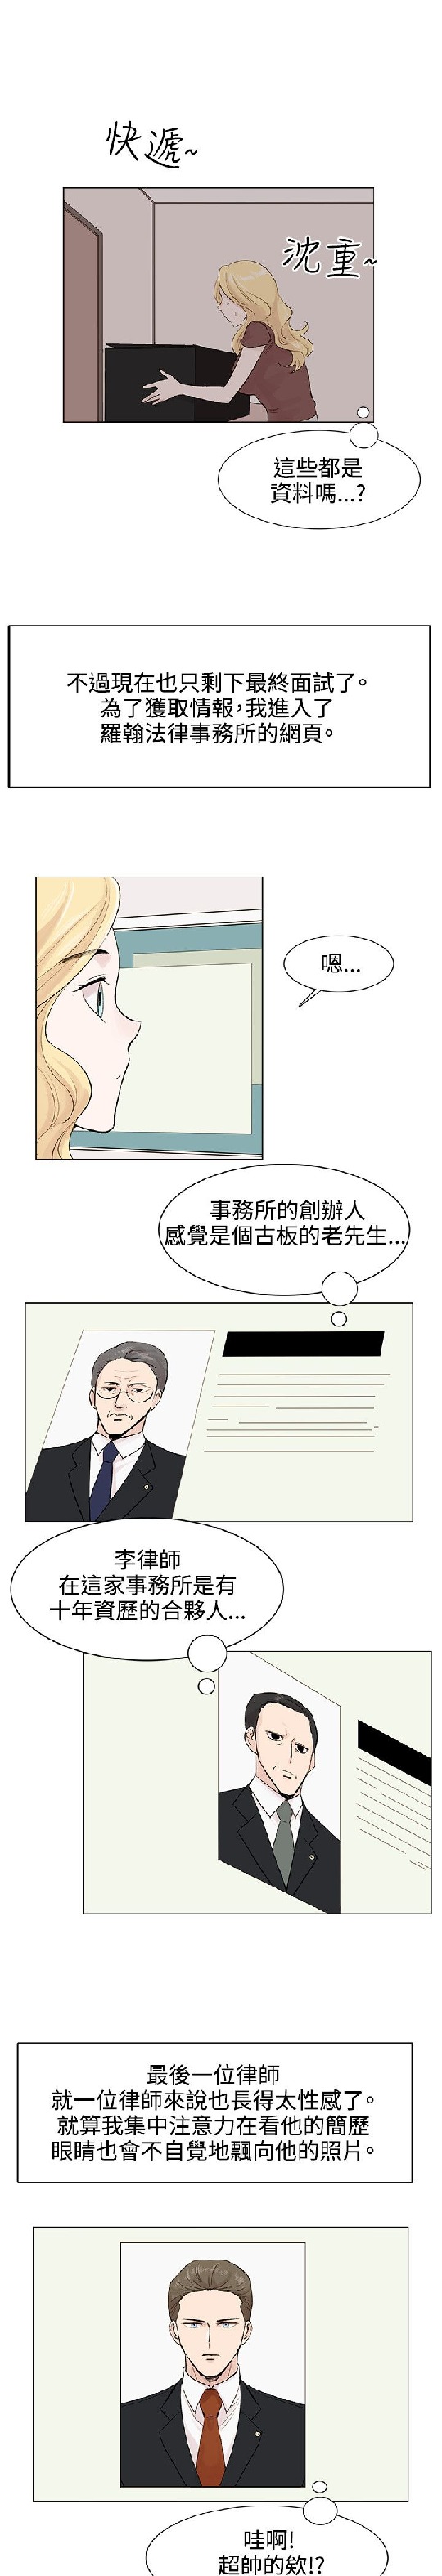 快遞~
沈重~
這些都是
資料嗎...?
不過現在也只剩下最終面試了。
為了獲取情報,我進入了
羅翰法律事務所的網頁。
嗯...
事務所的創辦人
感覺是個古板的老先生...
李律師
在這家事務所是有
十年資歷的合夥人...
最後一位律師
就一位律師來說也長得太性感了。
就算我集中注意力在看他的簡歷
眼睛也會不自覺地飄向他的照片。
哇啊!
超帥的欸!?